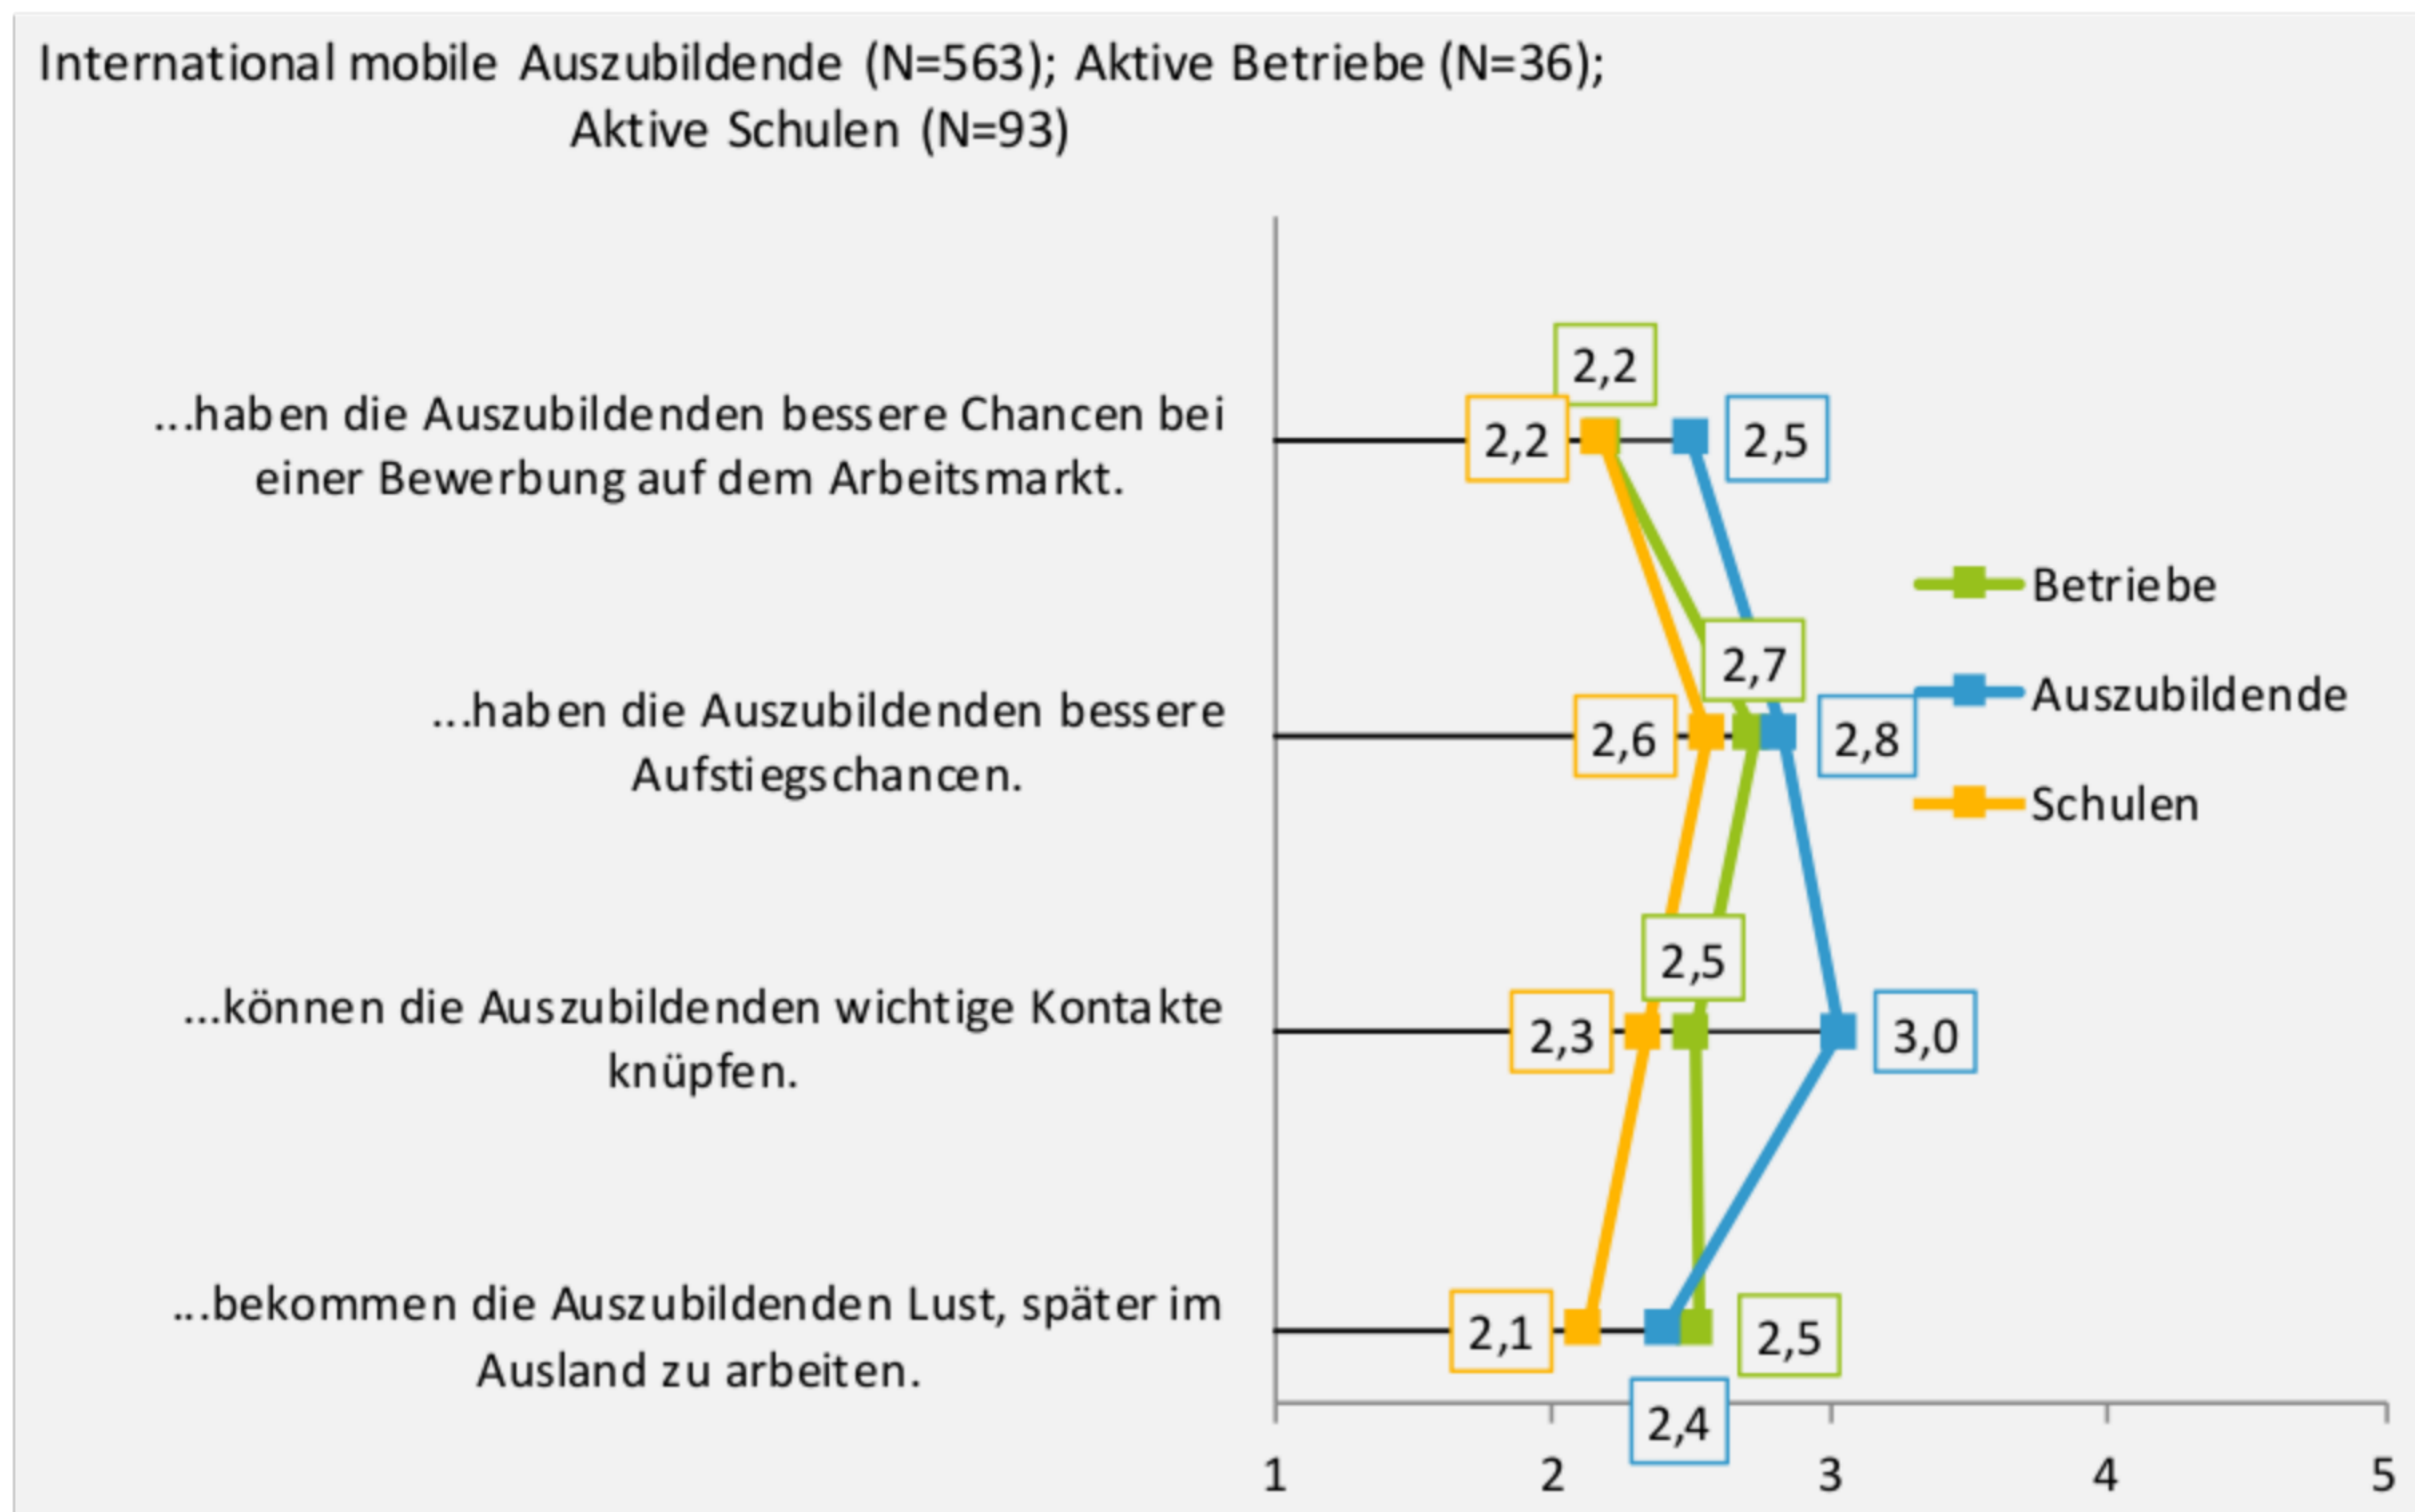 International mobile Auszubildende (N=563); Aktive Betriebe (N=36);
Aktive Schulen (N=93)
2,2
...haben die Auszubildenden bessere Chancen bei
einer Bewerbung auf dem Arbeitsmarkt.
2,2
2,5
Betriebe
2,7
...haben die Auszubildenden bessere
Aufstiegschancen.
2,6
2,8
Auszubildende
Schulen
2,5
...können die Auszubildenden wichtige Kontakte
knüpfen.
2,3
3,0
...bekommen die Auszubildenden Lust, später im
Ausland zu arbeiten.
2,1
2,5
2,4
1 2 3 4 5